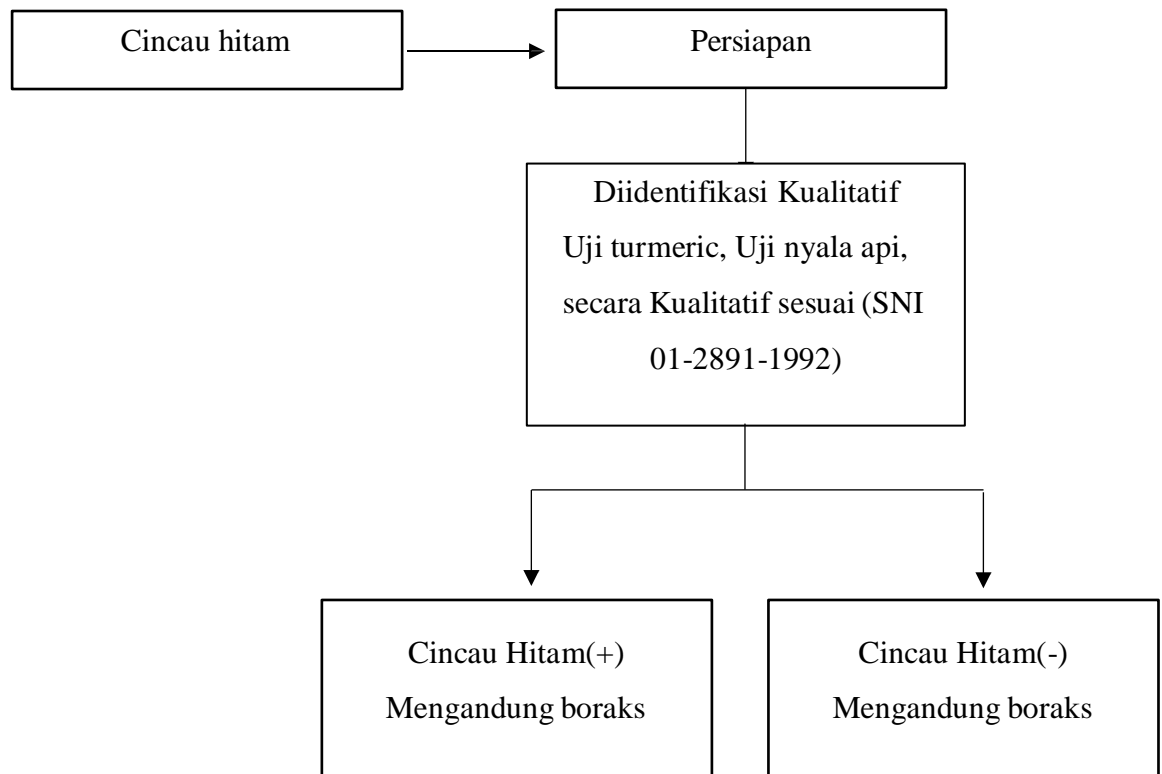 Cincau hitam
Persiapan
Diidentifikasi Kualitatif
Uji turmeric, Uji nyala api,
secara Kualitatif sesuai (SNI
01-2891-1992)
Cincau Hitam(+)
Mengandung boraks
Cincau Hitam(-)
Mengandung boraks